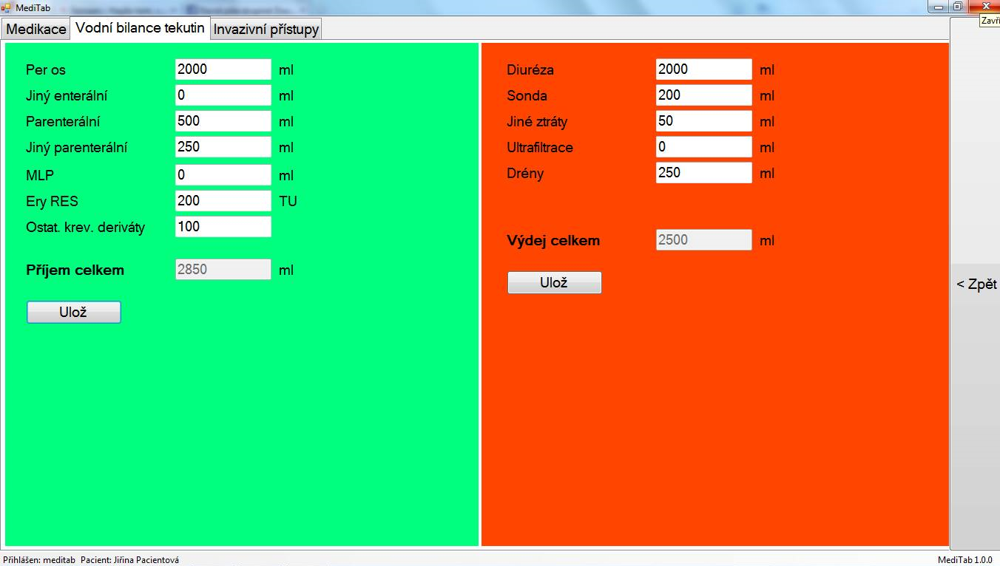 MediTab
Zavří
Medikace Vodní bilance tekutin Invazivní přístupy
Per os 2000 ml
Jiný enterální 0 ml
Parenterální 500 ml
Jiný parenterální 250 ml
MLP 0 ml
Ery RES 200 TU
Ostat. krev. deriváty 100
Příjem celkem 2850 ml
Ulož
Diuréza 2000 ml
Sonda 200 ml
Jiné ztráty 50 ml
Ultrafiltrace 0 ml
Drény 250 ml
Výdej celkem 2500 ml
Ulož
< Zpět
Přihlášen: meditab Pacient: Jiřina Pacientová
MediTab 1.0.0